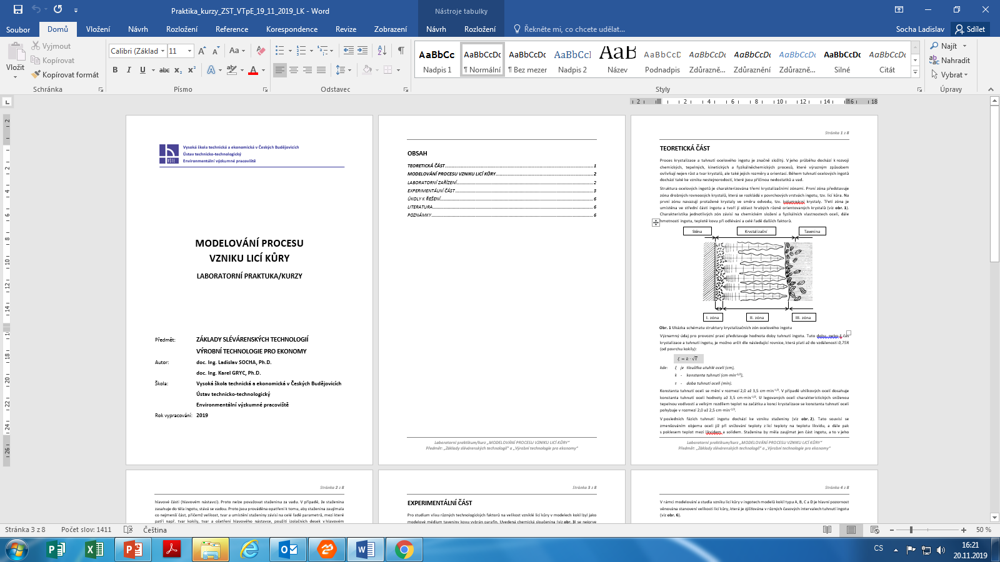 Praktika_kurzy_ZST_VTpE_19_11_2019_LK - Word
Nástroje tabulky
Soubor
Domů
Vložení
Návrh
Rozložení
Reference
Korespondence
Revize
Zobrazení
Návrh
Rozložení
Řekněte mi, co chcete udělat...
Socha Ladislav
Sdílet
Vložit
Vyjmout
Kopírovat
Kopírovat formát
Schránka
Calibri (Základ
11
Písmo
Odstavec
AaBbCc
Nadpis 1
AaBbCcDc
¶ Normální
AaBbCcDc
¶ Bez mezer
AaBbCcI
Nadpis 2
AaB
Název
AaBbCcD
Podnadpis
AaBbCcDc
Zdůrazně...
AaBbCcDc
Zdůraznění
AaBbCcDc
Zdůrazně...
AaBbCcDc
Silné
AaBbCcDc
Citát
Styly
Najít
Nahradit
Vybrat
Úpravy
Vysoká škola technická a ekonomická v Českých Budějovicích
Ústav technicko-technologický
Environmentální výzkumné pracoviště
MODELOVÁNÍ PROCESU
VZNIKU LICÍ KŮRY
LABORATORNÍ PRAKTUKA/KURZY
Předmět: ZÁKLADY SLÉVÁRENSKÝCH TECHNOLOGIÍ
VÝROBNÍ TECHNOLOGIE PRO EKONOMY
Autor: doc. Ing. Ladislav SOCHA, Ph.D.
doc. Ing. Karel GRYC, Ph.D.
Škola: Vysoká škola technická a ekonomická v Českých Budějovicích
Ústav technicko-technologický
Environmentální výzkumné pracoviště
Rok vypracování: 2019
OBSAH
TEORETICKÁ ČÁST 1
MODELOVÁNÍ PROCESU VZNIKU LICÍ KŮRY 2
LABORATORNÍ ZAŘÍZENÍ 2
EXPERIMENTÁLNÍ ČÁST 3
ÚKOLY K ŘEŠENÍ 6
LITERATURA 6
POZNÁMKY 6
Laboratorní praktikum/kurz „MODELOVÁNÍ PROCESU VZNIKU LICÍ KŮRY“
Předmět: „Základy slévárenských technologií“ a „Výrobní technologie pro ekonomy“
Stránka 1 z 8
TEORETICKÁ ČÁST
Proces krystalizace a tuhnutí ocelového ingotu je značně složitý. V jeho průběhu dochází k rozvoji
chemických, tepelných, kinetických a fyzikálněchemických procesů, které výrazným způsobem
ovlivňují nejen růst a tvar krystalů, ale také jejich rozměry a orientaci. Během tuhnutí ocelových ingotů
dochází také ke vzniku nestejnorodostí, které jsou příčinou nedostatků a vad.
Struktura ocelových ingotů je charakterizována třemi krystalizačními zónami. První zóna představuje
zónu drobných rovnoosých krystalů, která se rozkládá v povrchových vrstvách ingotu, tzv. licí kůra. Na
první zónu navazují protažené krystaly ve směru odvodu, tzv. kolumnární krystaly. Třetí zóna je
umístěna ve střední části ingotu a tvoří ji oblast hrubých různě orientovaných krystalů (viz obr. 1).
Charakteristika jednotlivých zón závisí na chemickém složení a fyzikálních vlastnostech oceli, dále
hmotnosti ingotu, teplotě kovu při odlévání a celé řadě dalších faktorů.
Stěna
Krystalizační
Tavenina
I. zóna
II. zóna
III. zóna
Obr. 1 Ukázka schématu struktury krystalizačních zón ocelového ingotu
Významný údaj pro provozní praxi představuje hodnota doby tuhnutí ingotu. Tuto dobu, nebo-li čas
krystalizace a tuhnutí ingotu, je možno určit dle následující rovnice, která platí až do vzdálenosti 0,75R
(od povrchu kokily):
ξ = k · √τ
kde: ξ je tloušťka utuhlé oceli (cm),
k - konstanta tuhnutí (cm·min-1/2),
τ - doba tuhnutí oceli (min).
Konstanta tuhnutí oceli se mění v rozmezí 2,0 až 3,5 cm·min-1/2. V případě uhlíkových ocelí dosahuje
konstanta tuhnutí oceli hodnoty až 3,5 cm·min-1/2. U legovaných ocelí charakteristických sníženou
tepelnou vodivostí a velkým rozdílem teplot na začátku a konci krystalizace se konstanta tuhnutí oceli
pohybuje v rozmezí 2,0 až 2,5 cm·min-1/2.
V posledních fázích tuhnutí ingotu dochází ke vzniku staženiny (viz obr. 2). Tato souvisí se
zmenšováním objemu oceli již při snižování teploty z licí teploty na teplotu likvidu, a dále pak
s poklesem teplot mezi likvidem a solidem. Staženina by měla zaujímat jen část ingotu, a to v jeho
Laboratorní praktikum/kurz „MODELOVÁNÍ PROCESU VZNIKU LICÍ KŮRY“
Předmět: „Základy slévárenských technologií“ a „Výrobní technologie pro ekonomy“
Stránka 2 z 8
hlavové části (hlavovém nástavci). Proto nelze považovat staženinu za vadu. V případě, že staženina
zasahuje do těla ingotu, stává se vadou. Proto jsou prováděna opatření k tomu, aby staženina zaujímala
co nejmenší část, přičemž velikost, tvar a umístění staženiny závisí na celé řadě parametrů, mezi které
patří např. tvar kokily, tvar a ošetření hlavového nástavce, použití izolačních desek v hlavovém
Stránka 3 z 8
EXPERIMENTÁLNÍ ČÁST
Pro studium vlivu různých technologických faktorů na velikost vzniklé licí kůry v modelech kokil byl jako
modelové médium taveniny kovu vybrán parafín. Uvedená chemická sloučenina (viz obr. 3) se nejprve
Stránka 4 z 8
V rámci modelování a studia vzniku licí kůry v ingotech modelů kokil typu A, B, C a D je hlavní pozornost
věnována stanovení velikosti licí kůry, která je zjišťována v různých časových intervalech tuhnutí ingotu
(viz obr. 6).
Stránka 3 z 8
Počet slov: 1411
Čeština
50 %
CS
16:21
20.11.2019